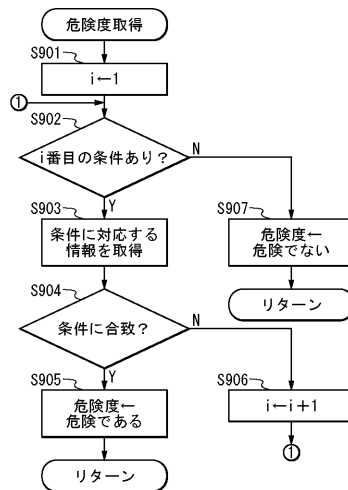 危険度取得
S901
i←1
①
S902
i番目の条件あり？
N
Y
S903
条件に対応する
情報を取得
S907
危険度←
危険でない
リターン
S904
条件に合致？
N
Y
S905
危険度←
危険である
リターン
S906
i←i＋1
①